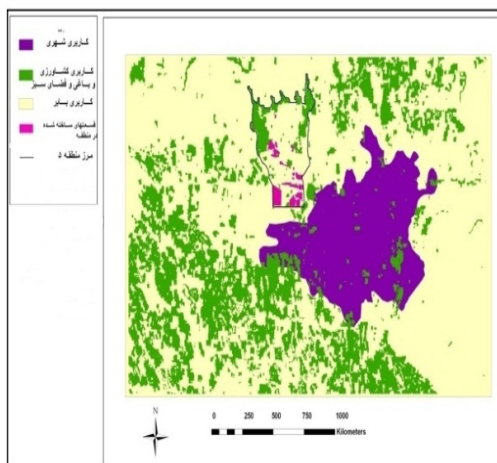 کاربری شهری
کاربری کشاورزی
و باغی و فضای سبز
کاربری بایر
قسمتهای ساخته شده
در منطقه
مرز منطقه ۵
N
0 250 500 750 1000
Kilometers